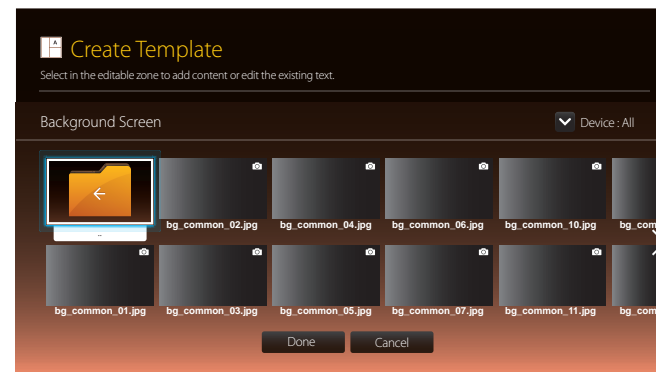 Create Template
Select in the editable zone to add content or edit the existing text.
Background Screen
Device : All
bg_common_02.jpg bg_common_04.jpg bg_common_06.jpg bg_common_10.jpg bg_com
..
bg_common_01.jpg bg_common_03.jpg bg_common_05.jpg bg_common_07.jpg bg_common_11.jpg bg_com
Done Cancel